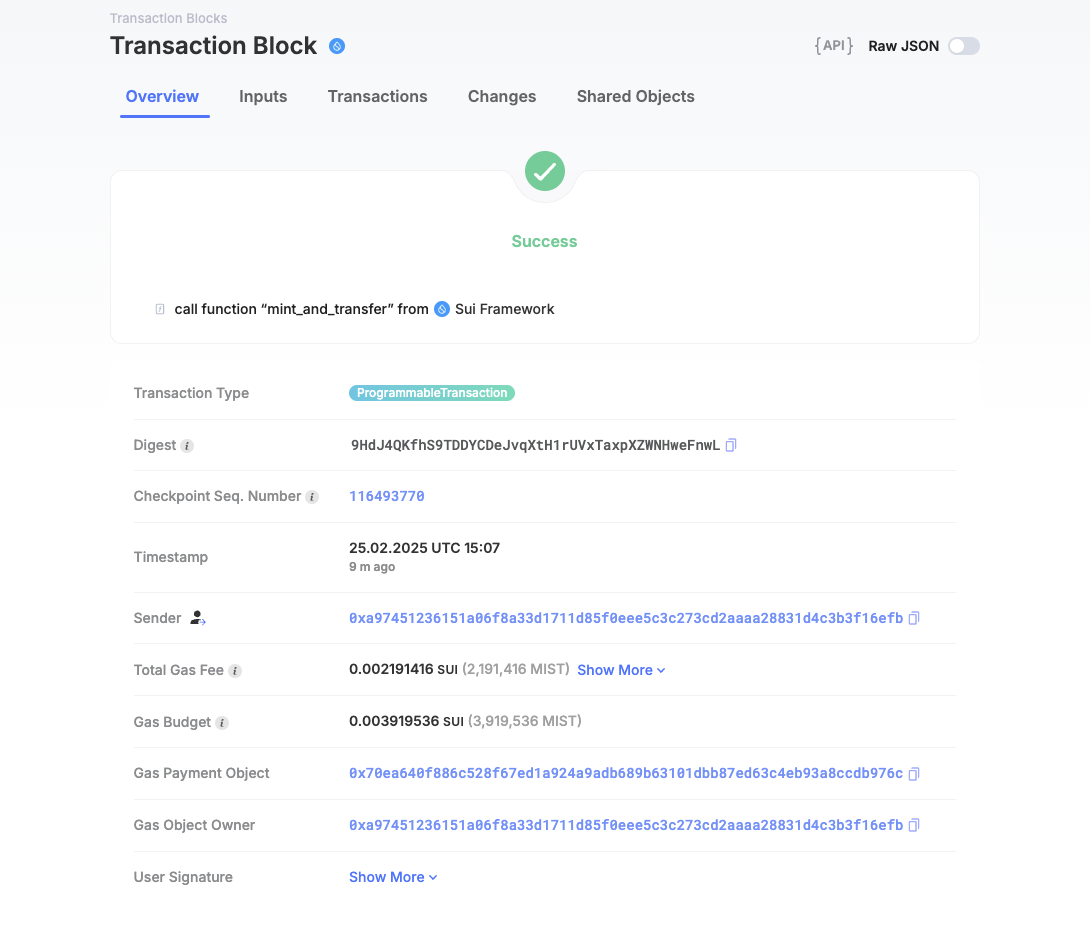 Transaction Blocks
Transaction Block
{API} Raw JSON
Overview Inputs Transactions Changes Shared Objects
Success
call function “mint_and_transfer” from Sui Framework
Transaction Type ProgrammableTransaction
Digest i 9HdJ4QKfhS9TDDYCDeJvqXtH1rUVxTaxpXZWNHweFnwL
Checkpoint Seq. Number i 116493770
Timestamp 25.02.2025 UTC 15:07
9 m ago
Sender 0xa97451236151a06f8a33d1711d85f0eee5c3c273cd2aaaa28831d4c3b3f16efb
Total Gas Fee i 0.002191416 SUI (2,191,416 MIST) Show More
Gas Budget i 0.003919536 SUI (3,919,536 MIST)
Gas Payment Object 0x70ea640f886c528f67ed1a924a9adb689b63101dbb87ed63c4eb93a8ccdb976c
Gas Object Owner 0xa97451236151a06f8a33d1711d85f0eee5c3c273cd2aaaa28831d4c3b3f16efb
User Signature Show More